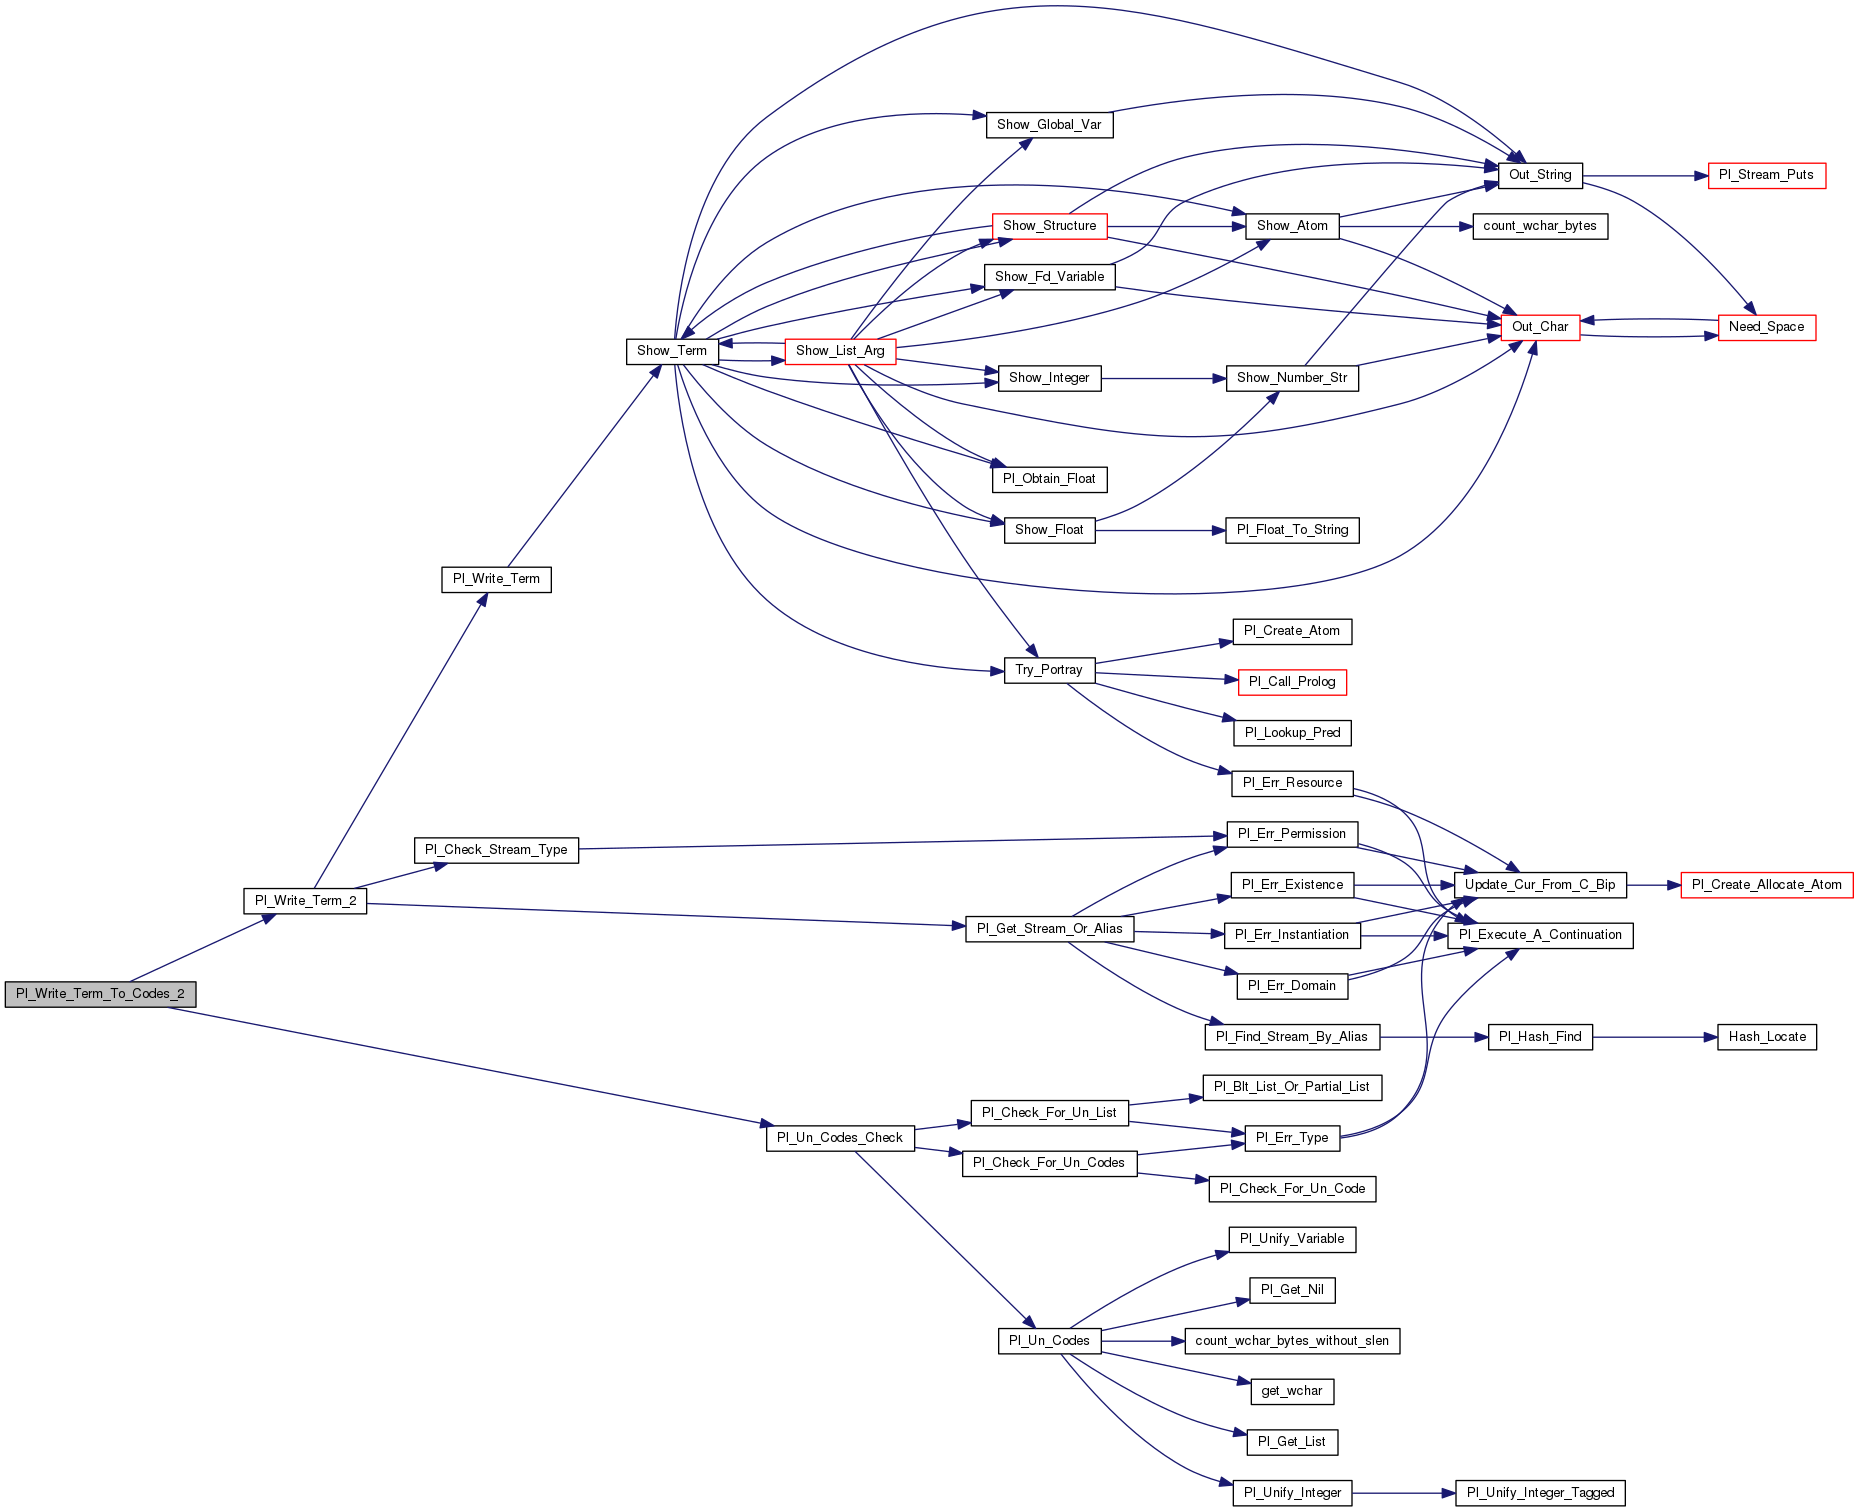 Show_Global_Var
Out_String
Pl_Stream_Puts
Show_Structure
Show_Atom
count_wchar_bytes
Show_Fd_Variable
Out_Char
Need_Space
Show_Term
Show_List_Arg
Show_Integer
Show_Number_Str
Pl_Obtain_Float
Show_Float
Pl_Float_To_String
Pl_Write_Term
Pl_Create_Atom
Try_Portray
Pl_Call_Prolog
Pl_Lookup_Pred
Pl_Err_Resource
Pl_Check_Stream_Type
Pl_Err_Permission
Pl_Write_Term_2
Pl_Err_Existence
Update_Cur_From_C_Bip
Pl_Create_Allocate_Atom
Pl_Get_Stream_Or_Alias
Pl_Err_Instantiation
Pl_Execute_A_Continuation
Pl_Write_Term_To_Codes_2
Pl_Err_Domain
Pl_Find_Stream_By_Alias
Pl_Hash_Find
Hash_Locate
Pl_Blt_List_Or_Partial_List
Pl_Check_For_Un_List
Pl_Un_Codes_Check
Pl_Err_Type
Pl_Check_For_Un_Codes
Pl_Check_For_Un_Code
Pl_Unify_Variable
Pl_Get_Nil
Pl_Un_Codes
count_wchar_bytes_without_slen
get_wchar
Pl_Get_List
Pl_Unify_Integer
Pl_Unify_Integer_Tagged